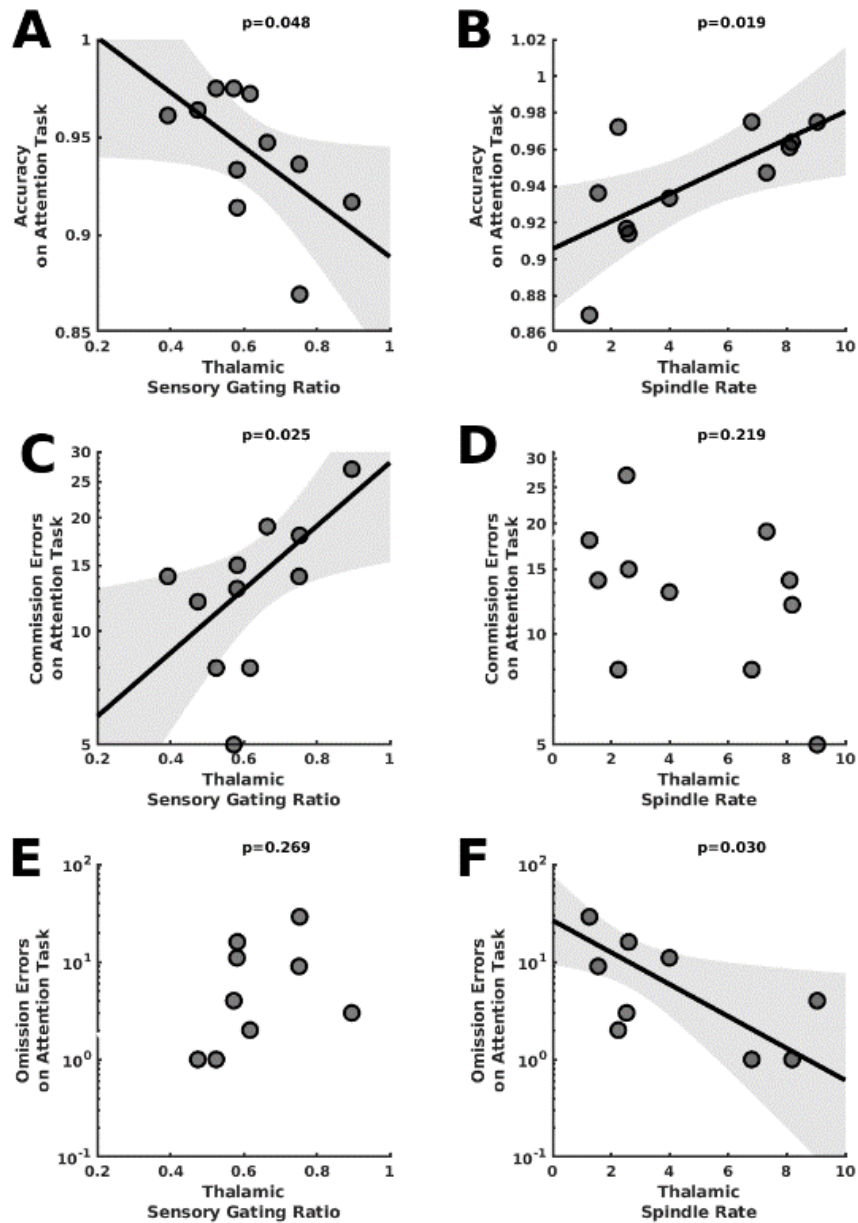 A
p=0.048
1
0.95
0.9
0.85
Accuracy
on Attention Task
0.2 0.4 0.6 0.8 1
Thalamic
Sensory Gating Ratio
B
p=0.019
1.02
1
0.98
0.96
0.94
0.92
0.9
0.88
0.86
Accuracy
on Attention Task
0 2 4 6 8 10
Thalamic
Spindle Rate
C
p=0.025
30
25
20
15
10
5
Commission Errors
on Attention Task
0.2 0.4 0.6 0.8 1
Thalamic
Sensory Gating Ratio
D
p=0.219
30
25
20
15
10
5
Commission Errors
on Attention Task
0 2 4 6 8 10
Thalamic
Spindle Rate
E
p=0.269
10^2
10^1
10^0
10^-1
Omission Errors
on Attention Task
0.2 0.4 0.6 0.8 1
Thalamic
Sensory Gating Ratio
F
p=0.030
10^2
10^1
10^0
10^-1
Omission Errors
on Attention Task
0 2 4 6 8 10
Thalamic
Spindle Rate